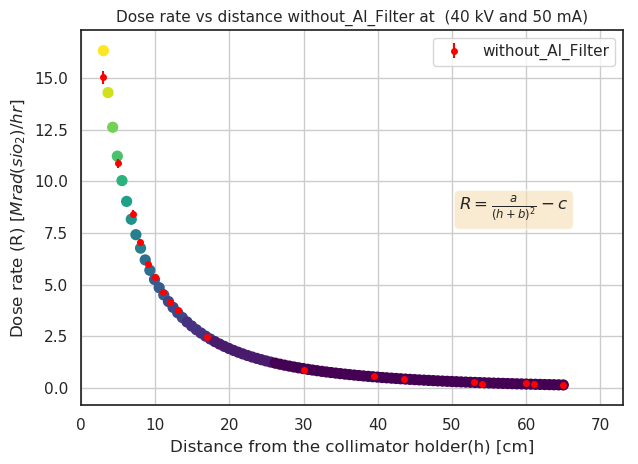 Dose rate vs distance without_Al_Filter at  (40 kV and 50 mA)
without_Al_Filter
R = \frac{a}{(h+b)^2} - c
15.0
12.5
10.0
7.5
5.0
2.5
0.0
Dose rate (R) [Mrad(sio_2)/hr]
0 10 20 30 40 50 60 70
Distance from the collimator holder(h) [cm]